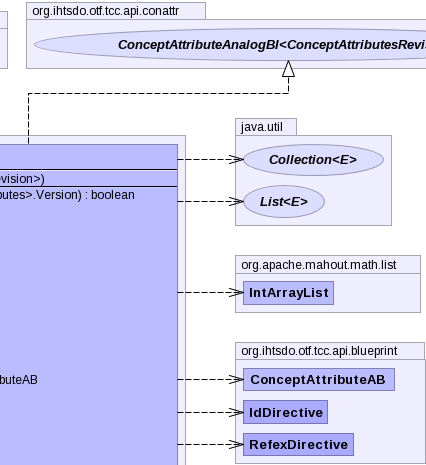 org.ihtsdo.otf.tcc.api.conattr
ConceptAttributeAnalogBI<ConceptAttributesRevis
java.util
Collection<E>
evision>)
butes>.Version) : boolean
List<E>
org.apache.mahout.math.list
IntArrayList
org.ihtsdo.otf.tcc.api.blueprint
buteAB
ConceptAttributeAB
IdDirective
RefexDirective